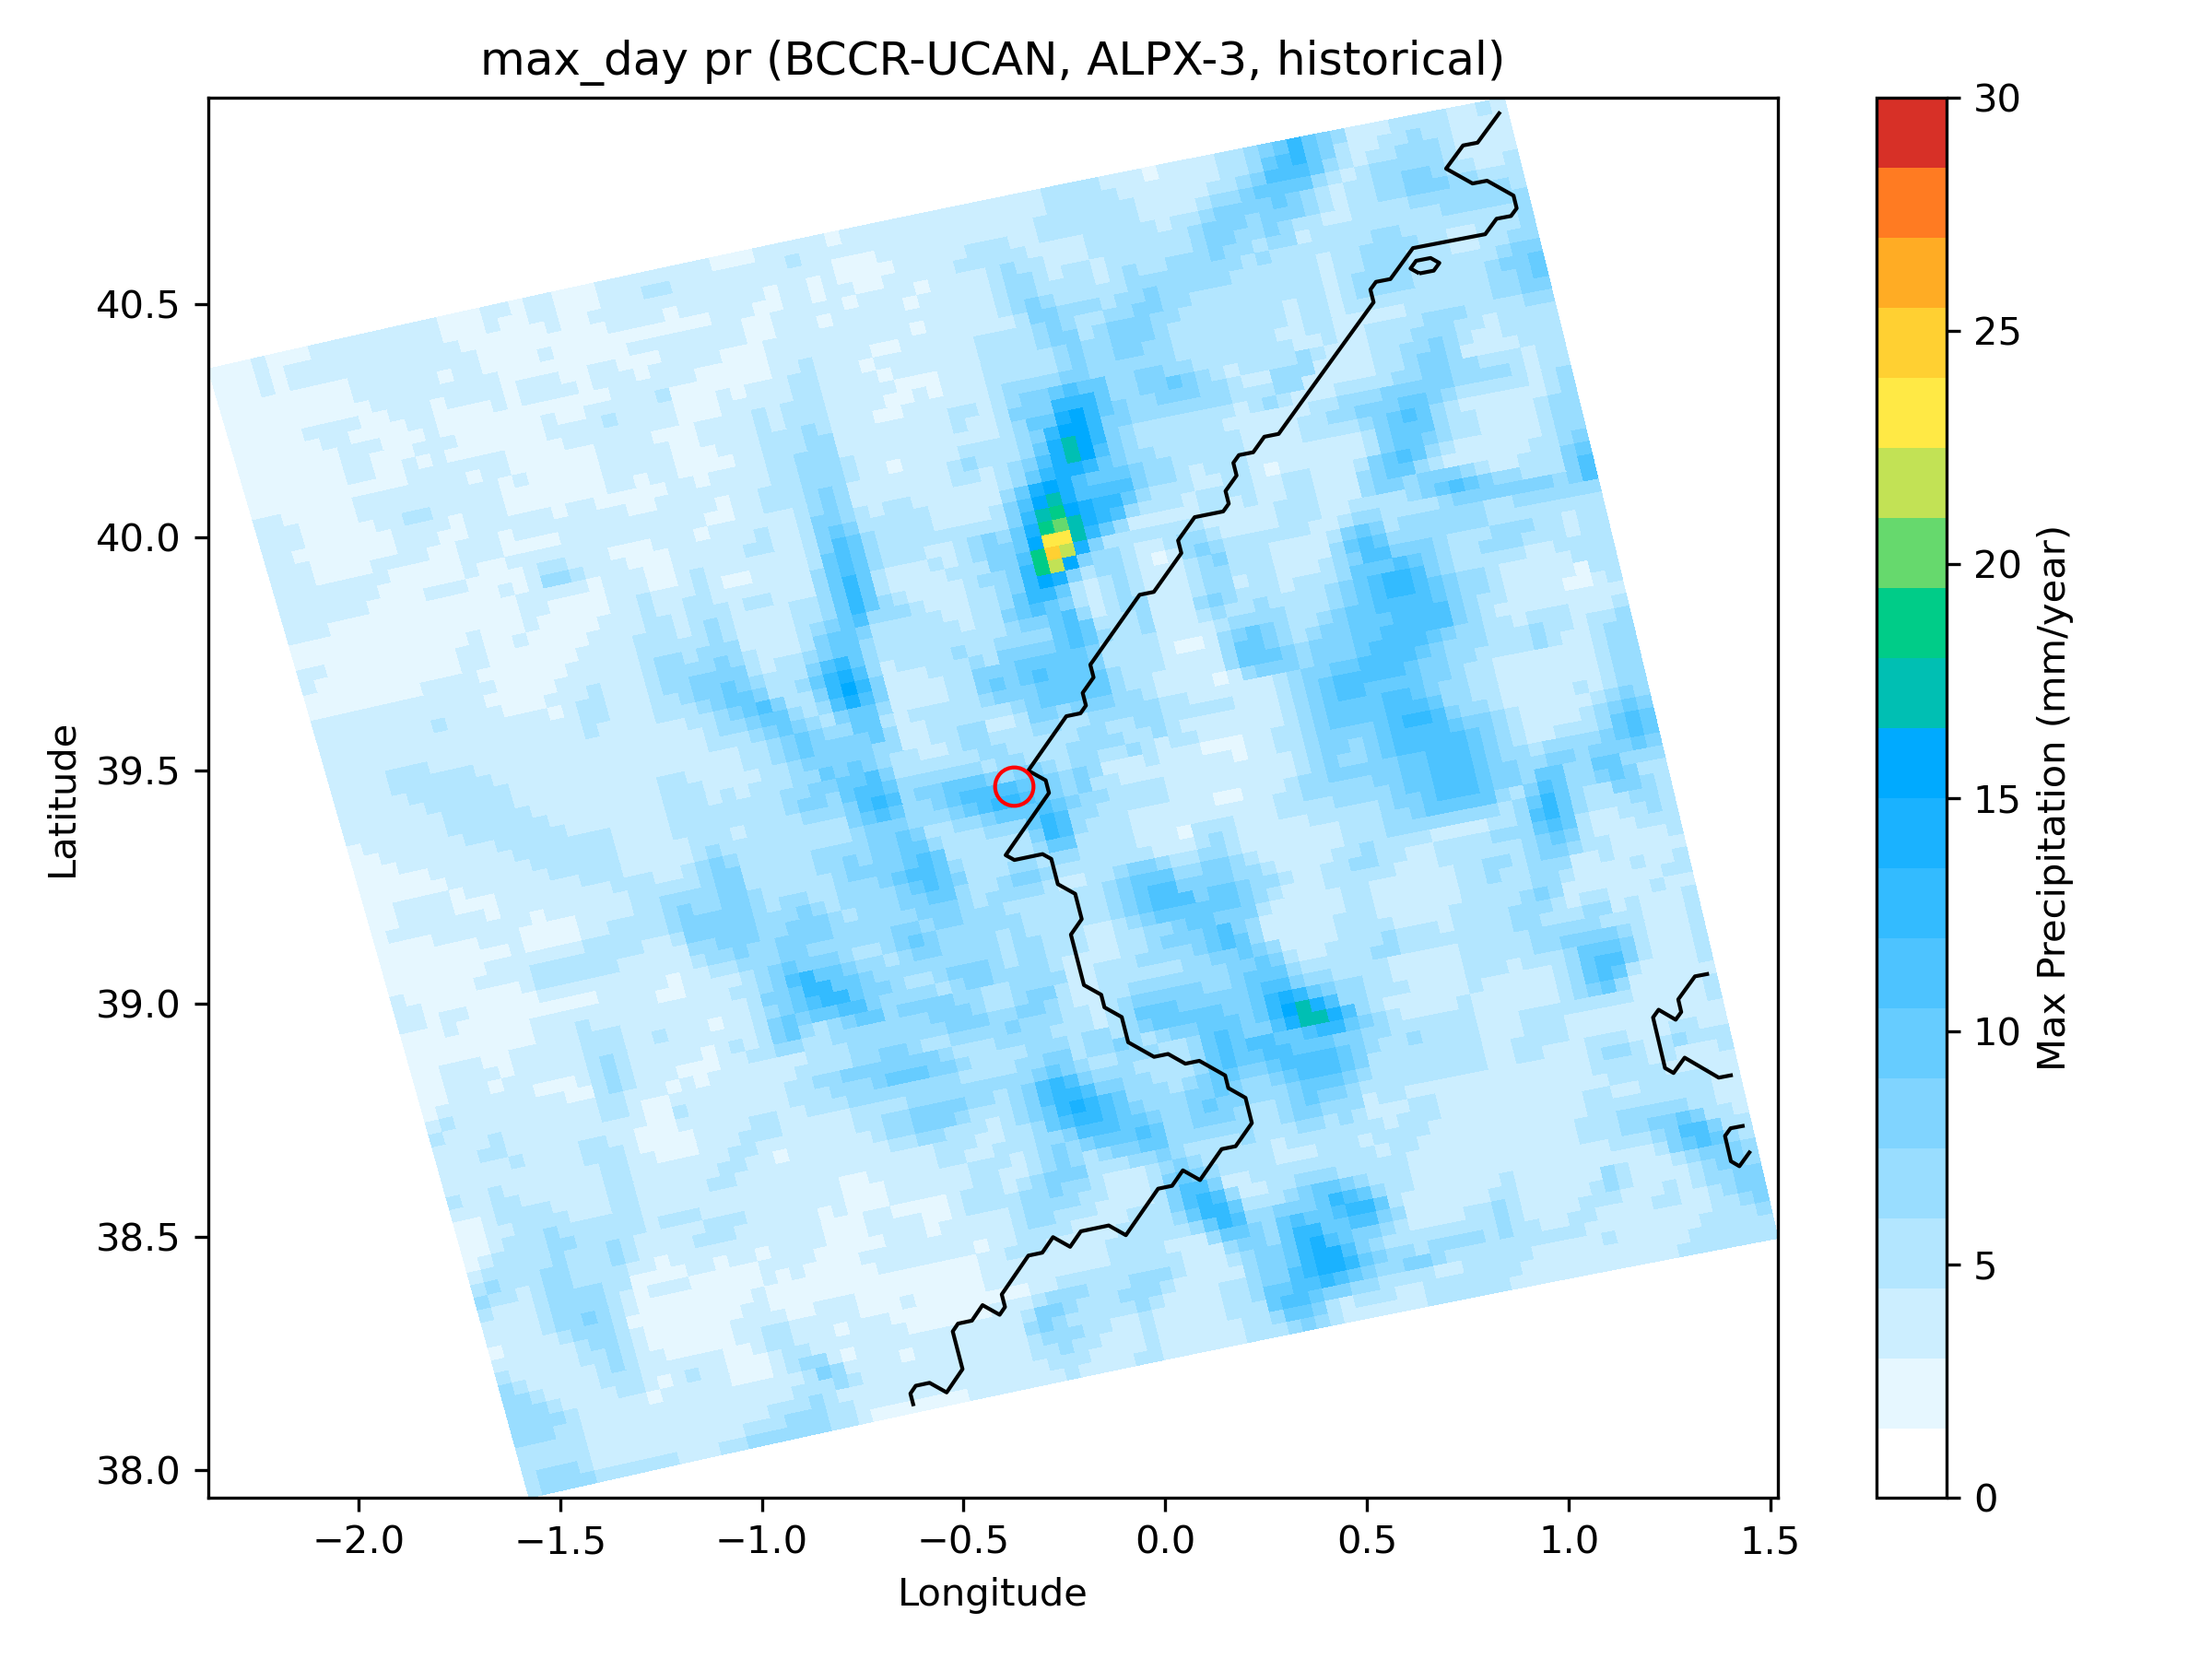 max_day pr (BCCR-UCAN, ALPX-3, historical)
30
25
20
15
10
5
0
Max Precipitation (mm/year)
40.5
40.0
39.5
39.0
38.5
38.0
Latitude
−2.0 −1.5 −1.0 −0.5 0.0 0.5 1.0 1.5
Longitude